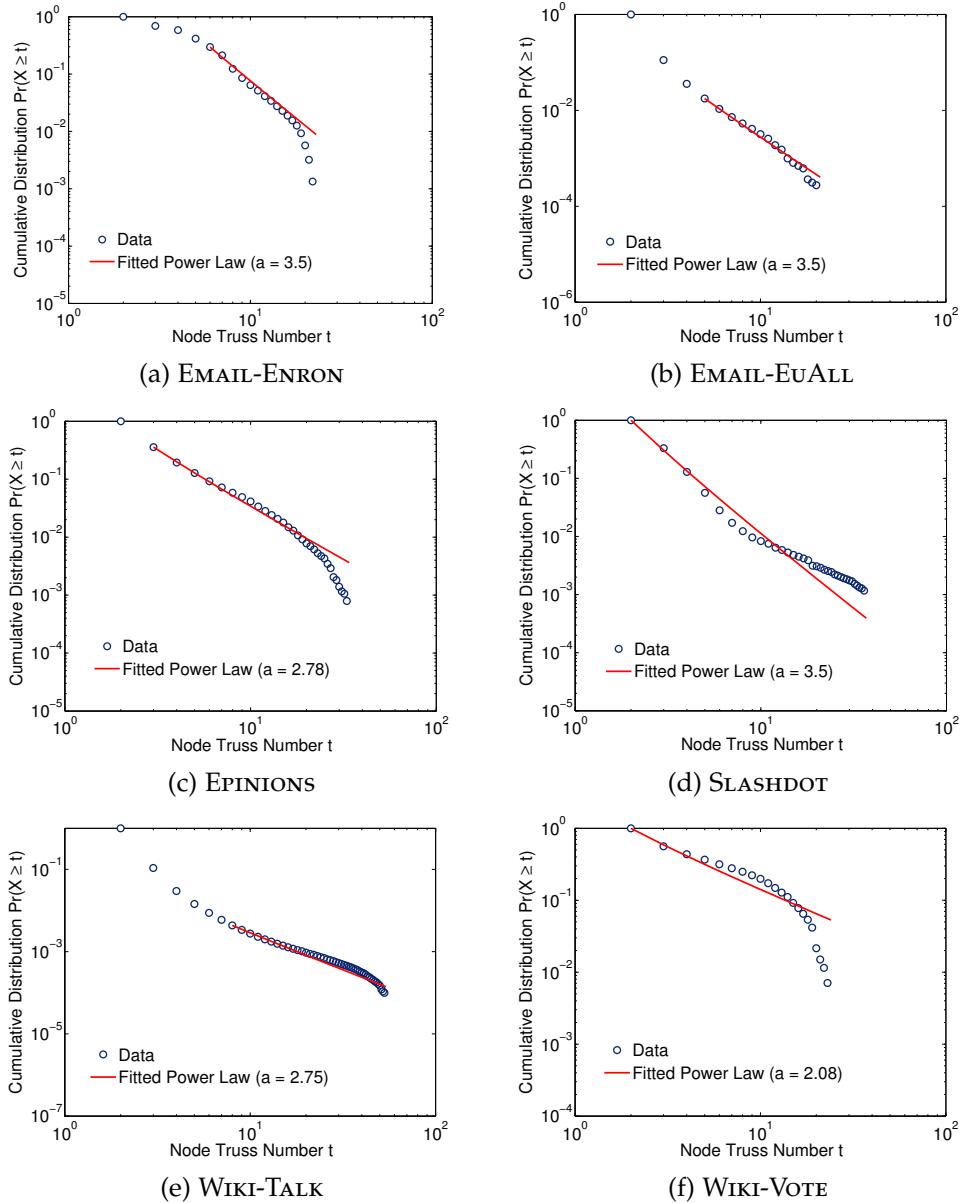 Cumulative Distribution Pr(X ≥ t)
10^0
10^-1
10^-2
10^-3
10^-4
10^-5
Data
Fitted Power Law (a = 3.5)
10^0 10^1 10^2
Node Truss Number t
(a) Email-Enron
Cumulative Distribution Pr(X ≥ t)
10^0
10^-2
10^-4
10^-6
Data
Fitted Power Law (a = 3.5)
10^0 10^1 10^2
Node Truss Number t
(b) Email-EuAll
Cumulative Distribution Pr(X ≥ t)
10^0
10^-1
10^-2
10^-3
10^-4
10^-5
Data
Fitted Power Law (a = 2.78)
10^0 10^1 10^2
Node Truss Number t
(c) Epinions
Cumulative Distribution Pr(X ≥ t)
10^0
10^-1
10^-2
10^-3
10^-4
10^-5
Data
Fitted Power Law (a = 3.5)
10^0 10^1 10^2
Node Truss Number t
(d) Slashdot
Cumulative Distribution Pr(X ≥ t)
10^-1
10^-3
10^-5
10^-7
Data
Fitted Power Law (a = 2.75)
10^0 10^1 10^2
Node Truss Number t
(e) Wiki-Talk
Cumulative Distribution Pr(X ≥ t)
10^0
10^-1
10^-2
10^-3
10^-4
Data
Fitted Power Law (a = 2.08)
10^0 10^1 10^2
Node Truss Number t
(f) Wiki-Vote